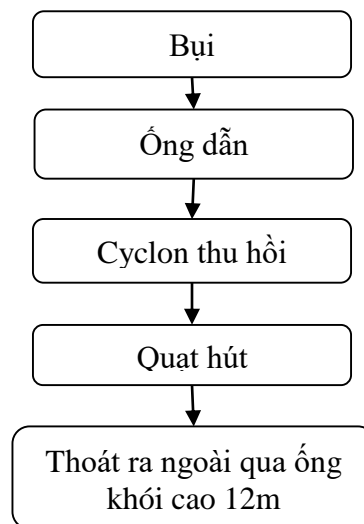 Bụi
Ống dẫn
Cyclon thu hồi
Quạt hút
Thoát ra ngoài qua ống
khói cao 12m